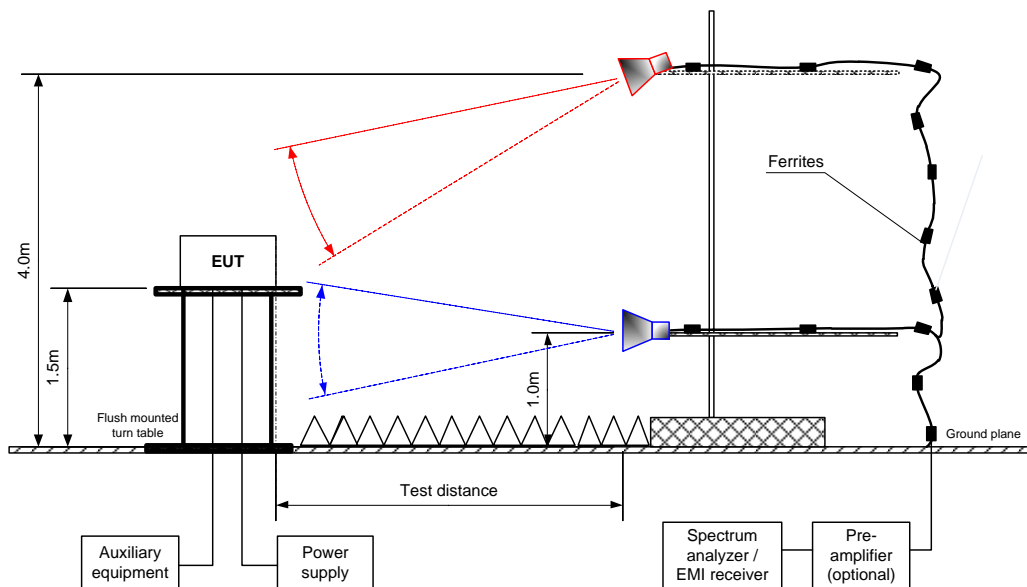 Ferrites
EUT
4.0m
1.5m
1.0m
Flush mounted
turn table
Ground plane
Test distance
Auxiliary
equipment
Power
supply
Spectrum
analyzer /
EMI receiver
Pre-
amplifier
(optional)